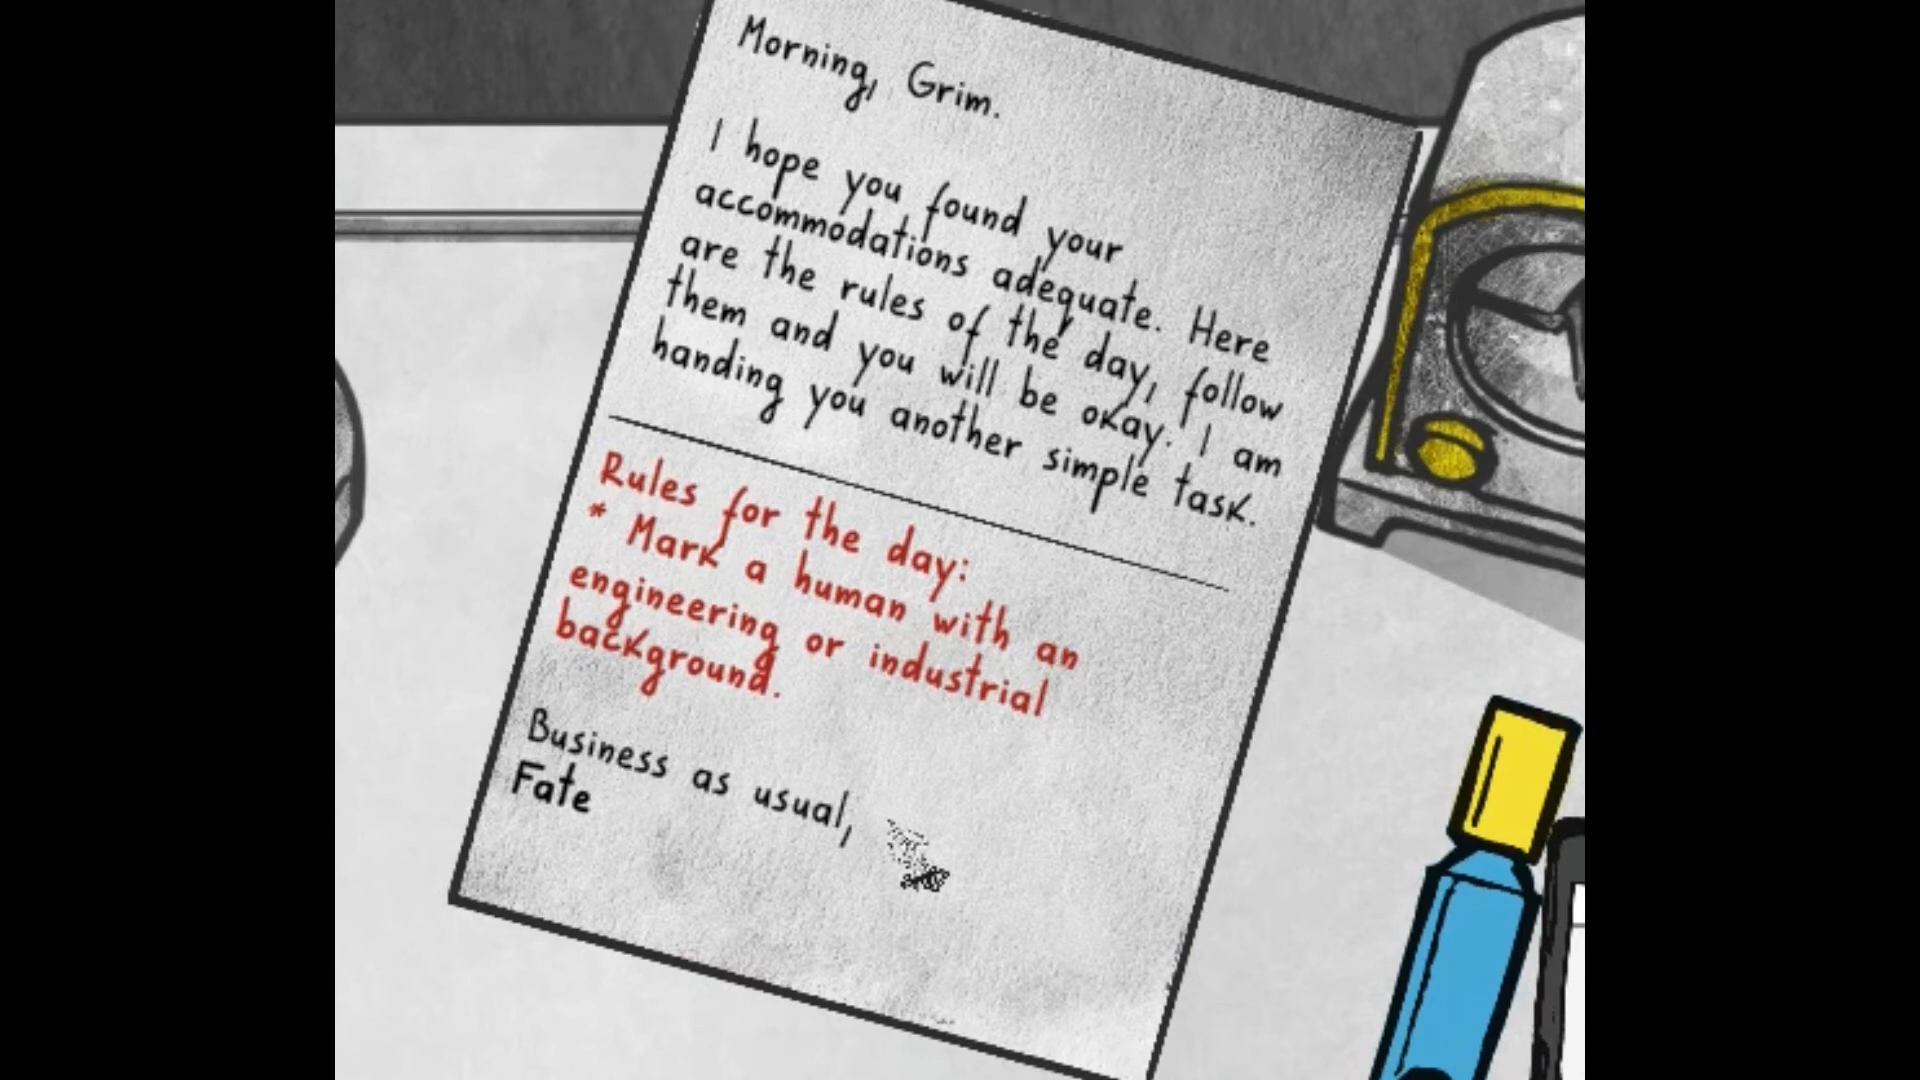 Morning, Grim.
I hope you found your
accommodations adequate. Here
are the rules of the day, follow
them and you will be okay. I am
handing you another simple task.
Rules for the day:
* Mark a human with an
engineering or industrial
background.
Business as usual,
Fate